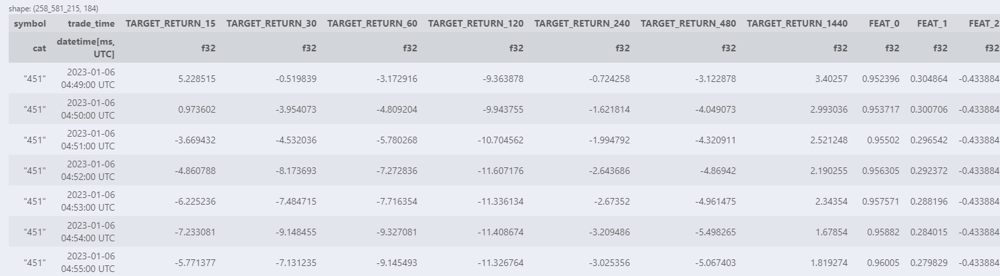 shape: (258_581_215, 184)
symbol trade_time TARGET_RETURN_15 TARGET_RETURN_30 TARGET_RETURN_60 TARGET_RETURN_120 TARGET_RETURN_240 TARGET_RETURN_480 TARGET_RETURN_1440 FEAT_0 FEAT_1 FEAT_2
cat datetime[ms, UTC] f32 f32 f32 f32 f32 f32 f32 f32 f32 f32
"451" 2023-01-06 04:49:00 UTC 5.228515 -0.519839 -3.172916 -9.363878 -0.724258 -3.122878 3.40257 0.952396 0.304864 -0.433884
"451" 2023-01-06 04:50:00 UTC 0.973602 -3.954073 -4.809204 -9.943755 -1.621814 -4.049073 2.993036 0.953717 0.300706 -0.433884
"451" 2023-01-06 04:51:00 UTC -3.669432 -4.532036 -5.780268 -10.704562 -1.994792 -4.320911 2.521248 0.95502 0.296542 -0.433884
"451" 2023-01-06 04:52:00 UTC -4.860788 -8.173693 -7.272836 -11.607176 -2.643686 -4.86942 2.190255 0.956305 0.292372 -0.433884
"451" 2023-01-06 04:53:00 UTC -6.225236 -7.484715 -7.716354 -11.336134 -2.67352 -4.961475 2.34354 0.957571 0.288196 -0.433884
"451" 2023-01-06 04:54:00 UTC -7.233081 -9.148455 -9.327081 -11.408674 -3.209486 -5.498265 1.67854 0.95882 0.284015 -0.433884
"451" 2023-01-06 04:55:00 UTC -5.771377 -7.131235 -9.145493 -11.326764 -3.025356 -5.067403 1.819274 0.96005 0.279829 -0.433884